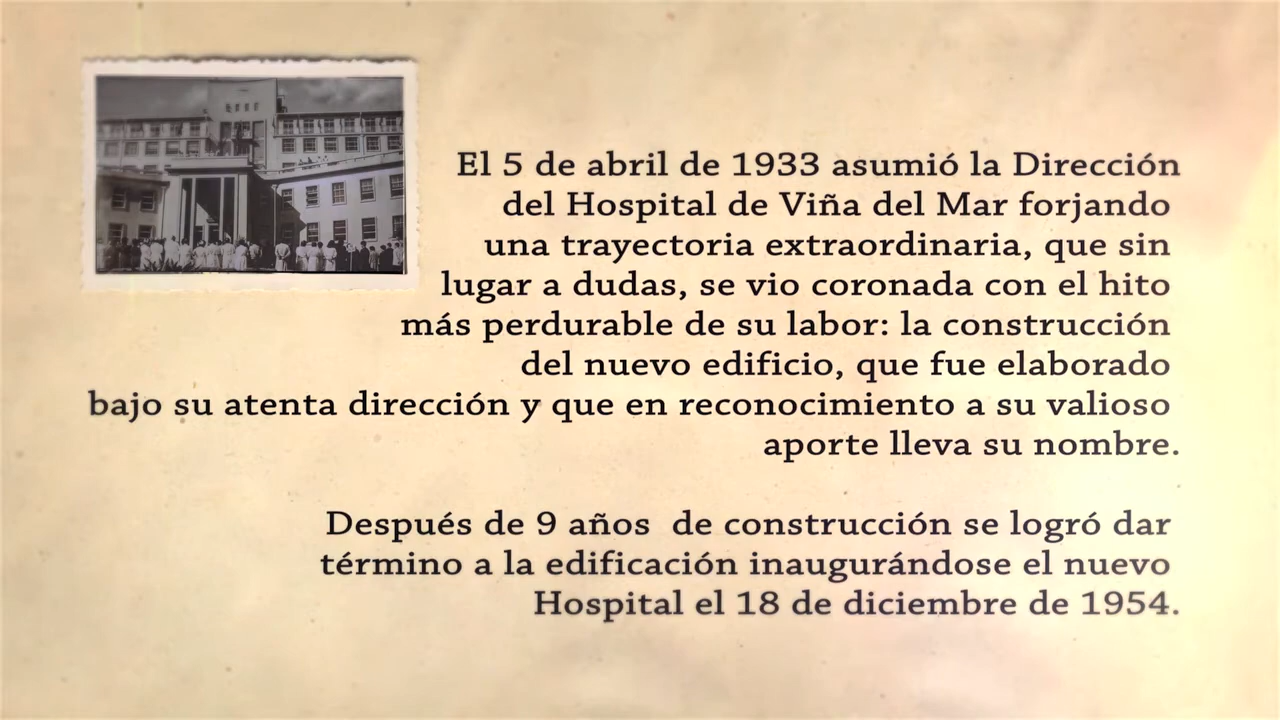 El 5 de abril de 1933 asumió la Dirección
del Hospital de Viña del Mar forjando
una trayectoria extraordinaria, que sin
lugar a dudas, se vio coronada con el hito
más perdurable de su labor: la construcción
del nuevo edificio, que fue elaborado
bajo su atenta dirección y que en reconocimiento a su valioso
aporte lleva su nombre.
Después de 9 años  de construcción se logró dar
término a la edificación inaugurándose el nuevo
Hospital el 18 de diciembre de 1954.